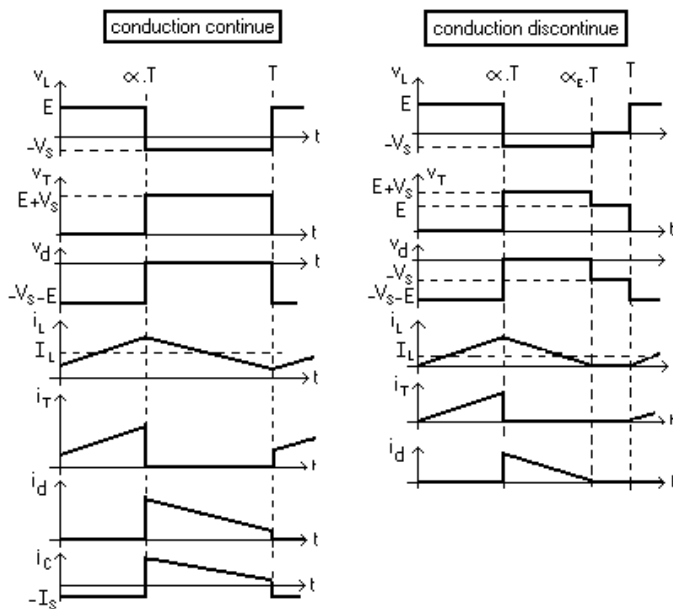 conduction continue
v_L
∝.T
T
E
-V_S
t
v_T
E+V_S
t
v_d
t
-V_S-E
i_L
I_L
t
i_T
t
i_d
t
i_C
t
-I_S
conduction discontinue
v_L
∝.T
∝_E.T
T
E
-V_S
t
v_T
E+V_S
E
t
v_d
t
-V_S
-V_S-E
i_L
I_L
t
i_T
t
i_d
t